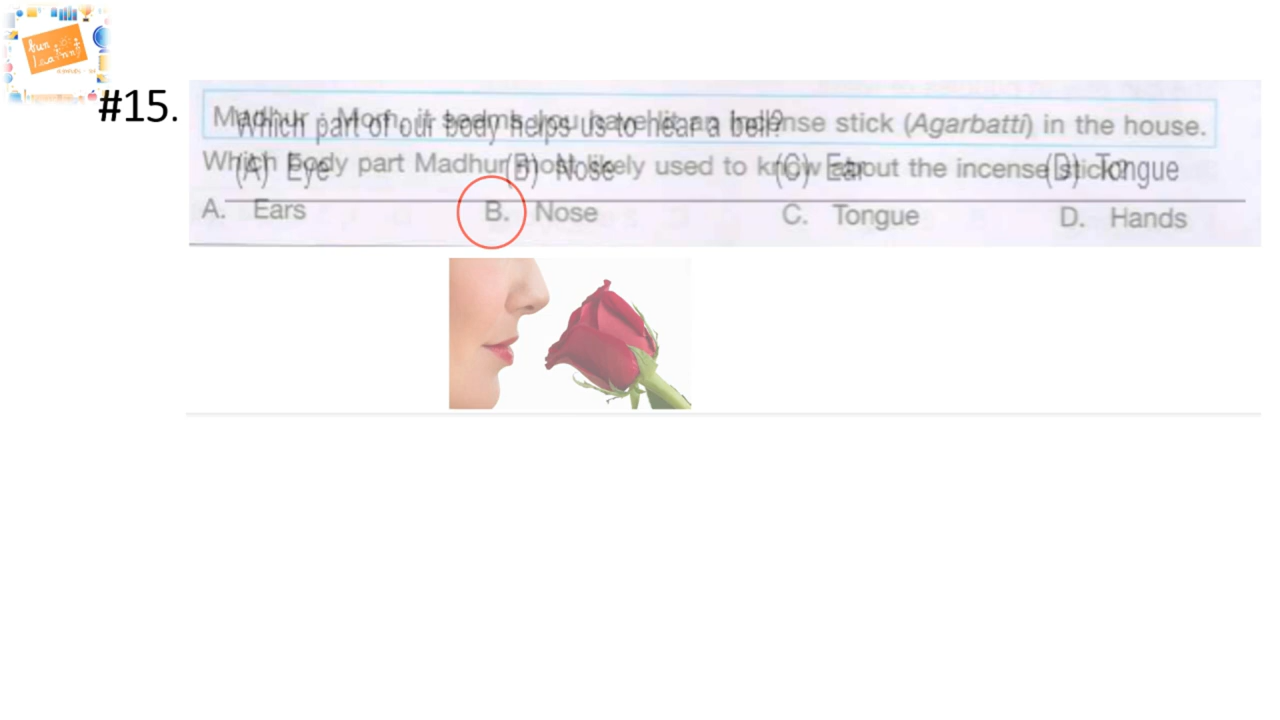 #15.
Madhur : Mom, it seems you have lit an incense stick (Agarbatti) in the house.
Which part of our body helps us to hear a bell?
Which body part Madhur most likely used to know about the incense stick?
(A) Eye (B) Nose (C) Ear (D) Tongue
A. Ears B. Nose C. Tongue D. Hands